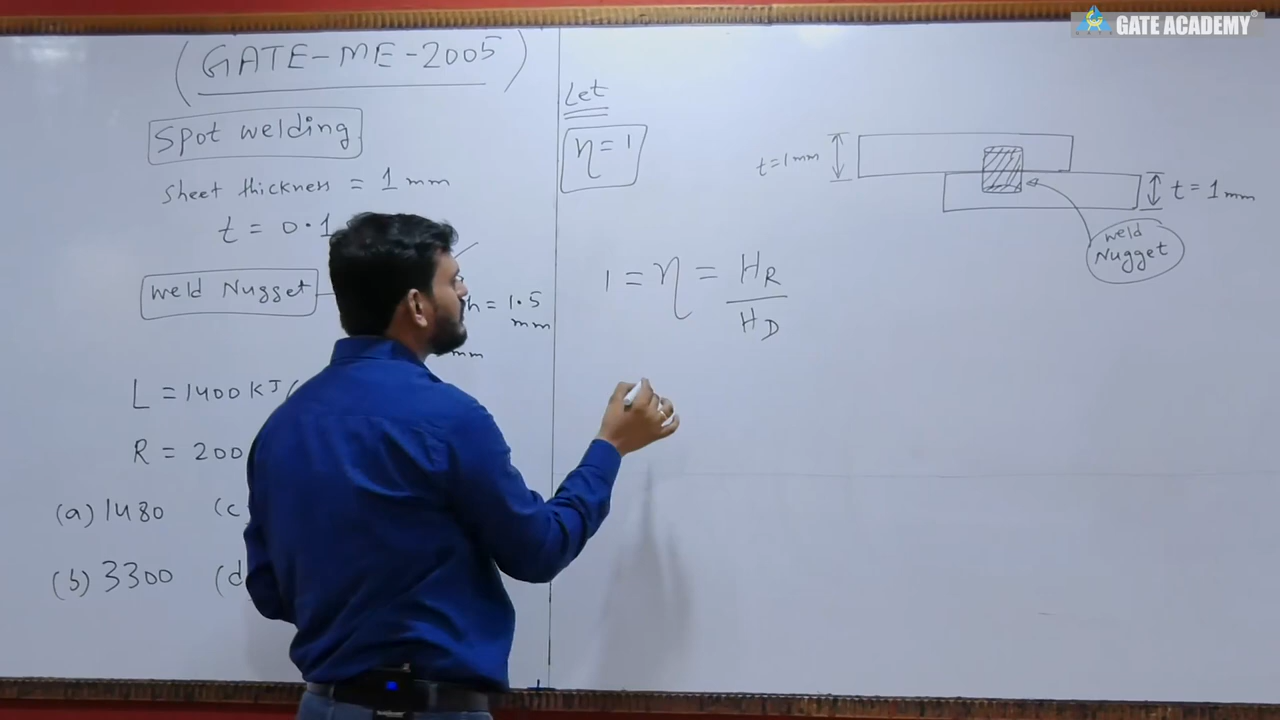 GATE ACADEMY®
(GATE-ME-2005)
Spot welding
Sheet thickness = 1 mm
t = 0.1
Weld Nugget
h = 1.5
mm
mm
L = 1400 KJ/
R = 200
(a) 1480 (c
(b) 3300 (d
Let
η = 1
1 = η = H_R
H_D
t = 1 mm
t = 1 mm
weld
Nugget